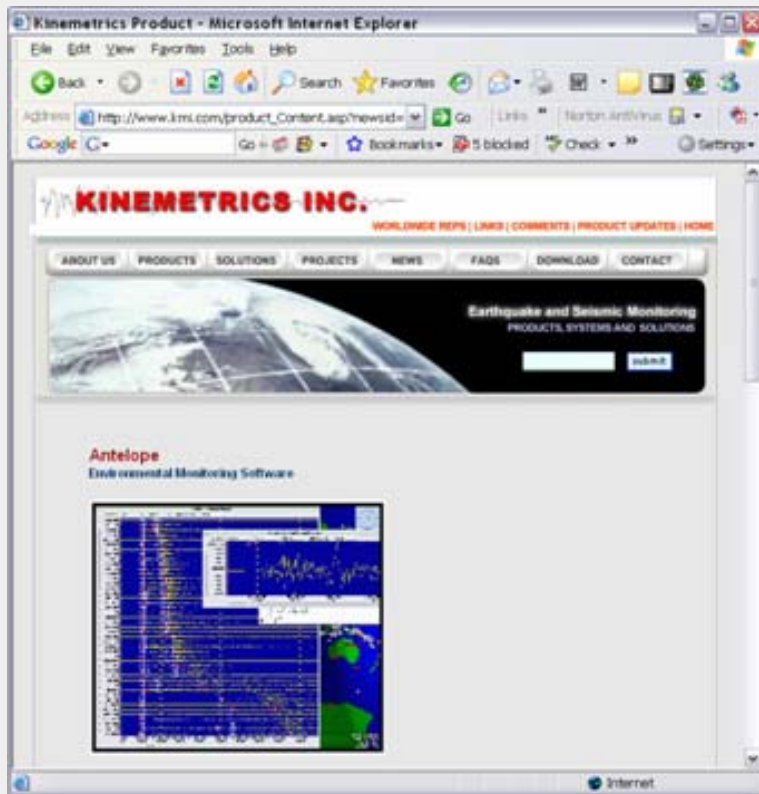 Kinemetrics Product - Microsoft Internet Explorer
File Edit View Favorites Tools Help
Back Search Favorites
Address http://www.kmi.com/product_Content.asp?newsid= Go Links » Norton AntiVirus
Google G Go 5 blocked Bookmarks Check » Settings
KINEMETRICS INC.
WORLDWIDE REPS | LINKS | COMMENTS | PRODUCT UPDATES | HOME
ABOUT US PRODUCTS SOLUTIONS PROJECTS NEWS FAQS DOWNLOAD CONTACT
Earthquake and Seismic Monitoring
PRODUCTS, SYSTEMS AND SOLUTIONS
submit
Antelope
Environmental Monitoring Software
Internet